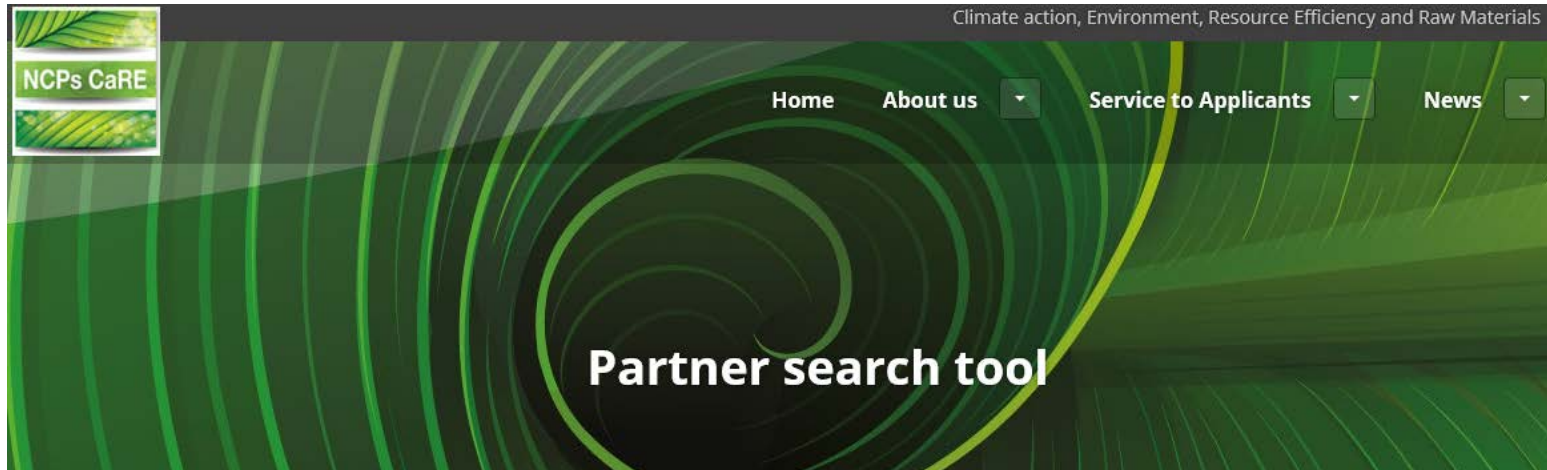 Climate action, Environment, Resource Efficiency and Raw Materials
NCPs CaRE
Home About us Service to Applicants News
Partner search tool